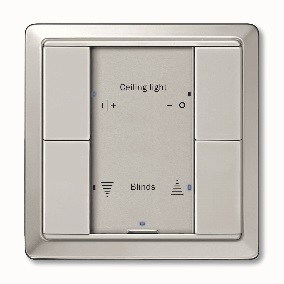 Ceiling light
I + - O
Blinds